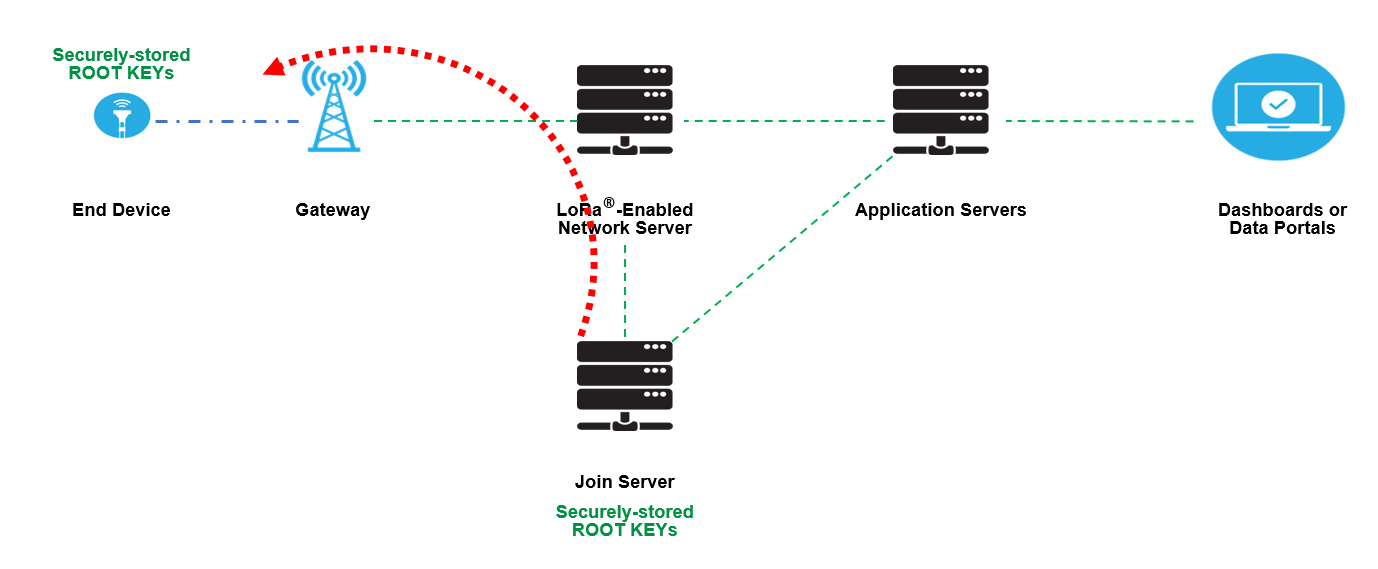 Securely-stored
ROOT KEYs
End Device
Gateway
LoRa®-Enabled
Network Server
Application Servers
Dashboards or
Data Portals
Join Server
Securely-stored
ROOT KEYs